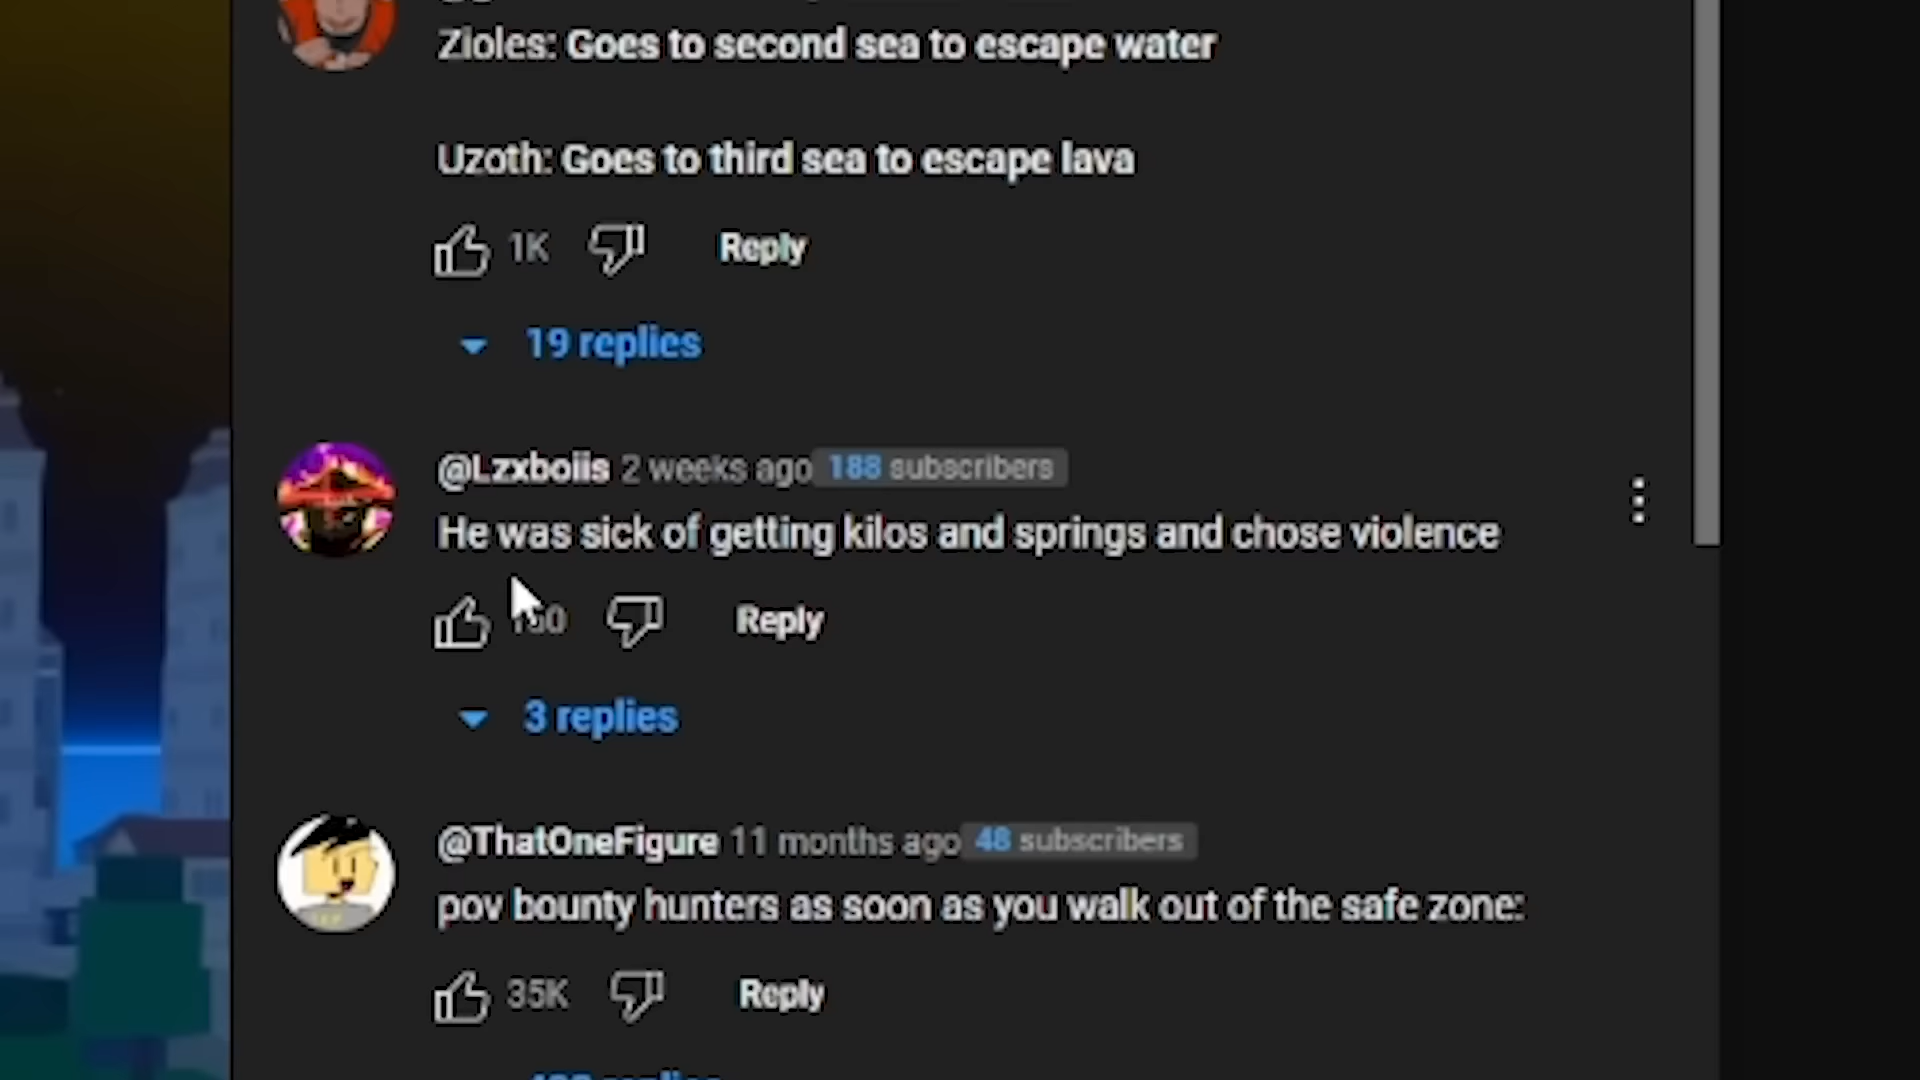 Zioles: Goes to second sea to escape water
Uzoth: Goes to third sea to escape lava
1K Reply
19 replies
@Lzxboiis 2 weeks ago 188 subscribers
He was sick of getting kilos and springs and chose violence
Reply
3 replies
@ThatOneFigure 11 months ago 48 subscribers
pov bounty hunters as soon as you walk out of the safe zone:
35K Reply
replies